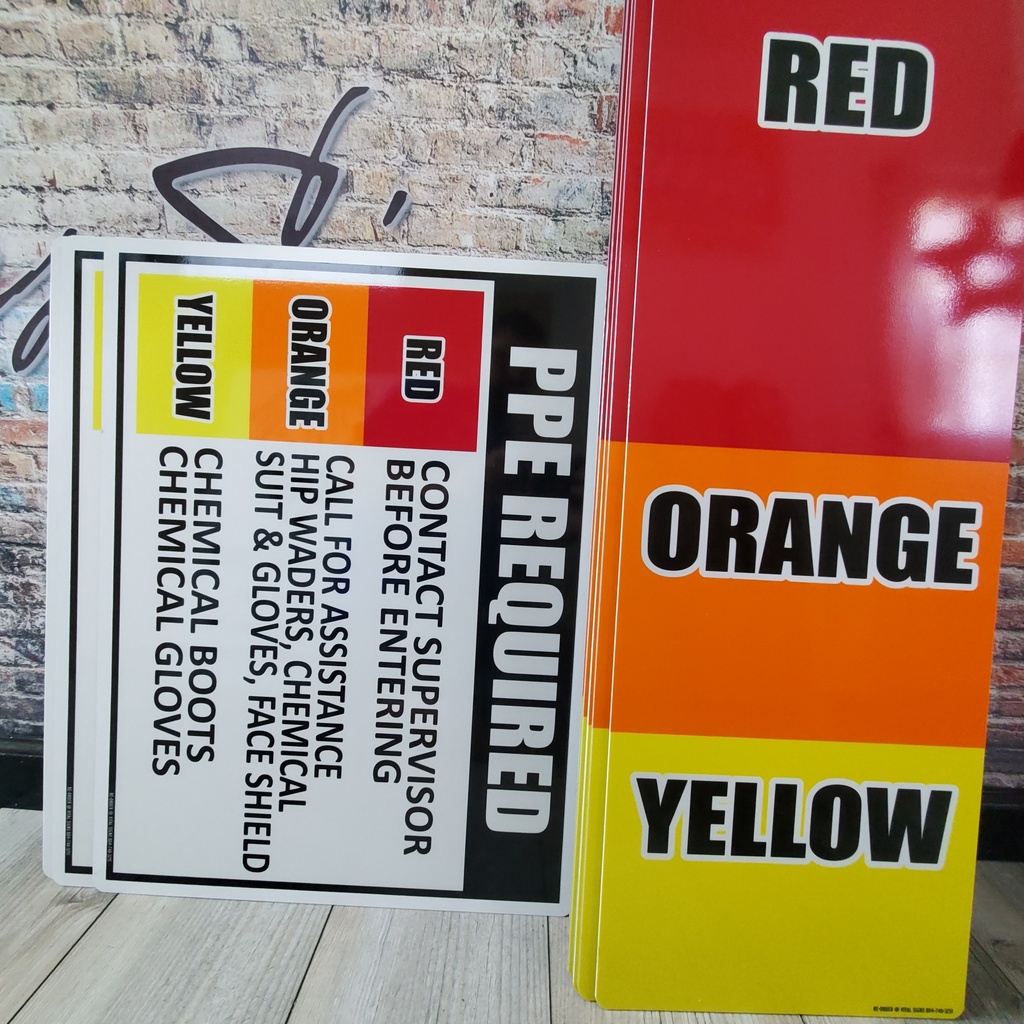 PPE REQUIRED
RED
CONTACT SUPERVISOR
BEFORE ENTERING
ORANGE
CALL FOR ASSISTANCE
HIP WADERS, CHEMICAL
SUIT & GLOVES, FACE SHIELD
YELLOW
CHEMICAL BOOTS
CHEMICAL GLOVES
RED
ORANGE
YELLOW